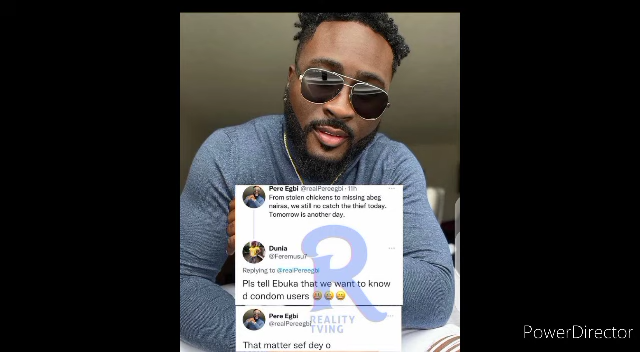 Pere Egbi @realPereegbi · 11h
From stolen chickens to missing abeg
nairas, we still no catch the thief today.
Tomorrow is another day.
Dunia
@Feremusu7
Replying to @realPereegbi
Pls tell Ebuka that we want to know
d condom users
Pere Egbi
@realPereegbi
That matter sef dey o
R
REALITY
TVING
PowerDirector